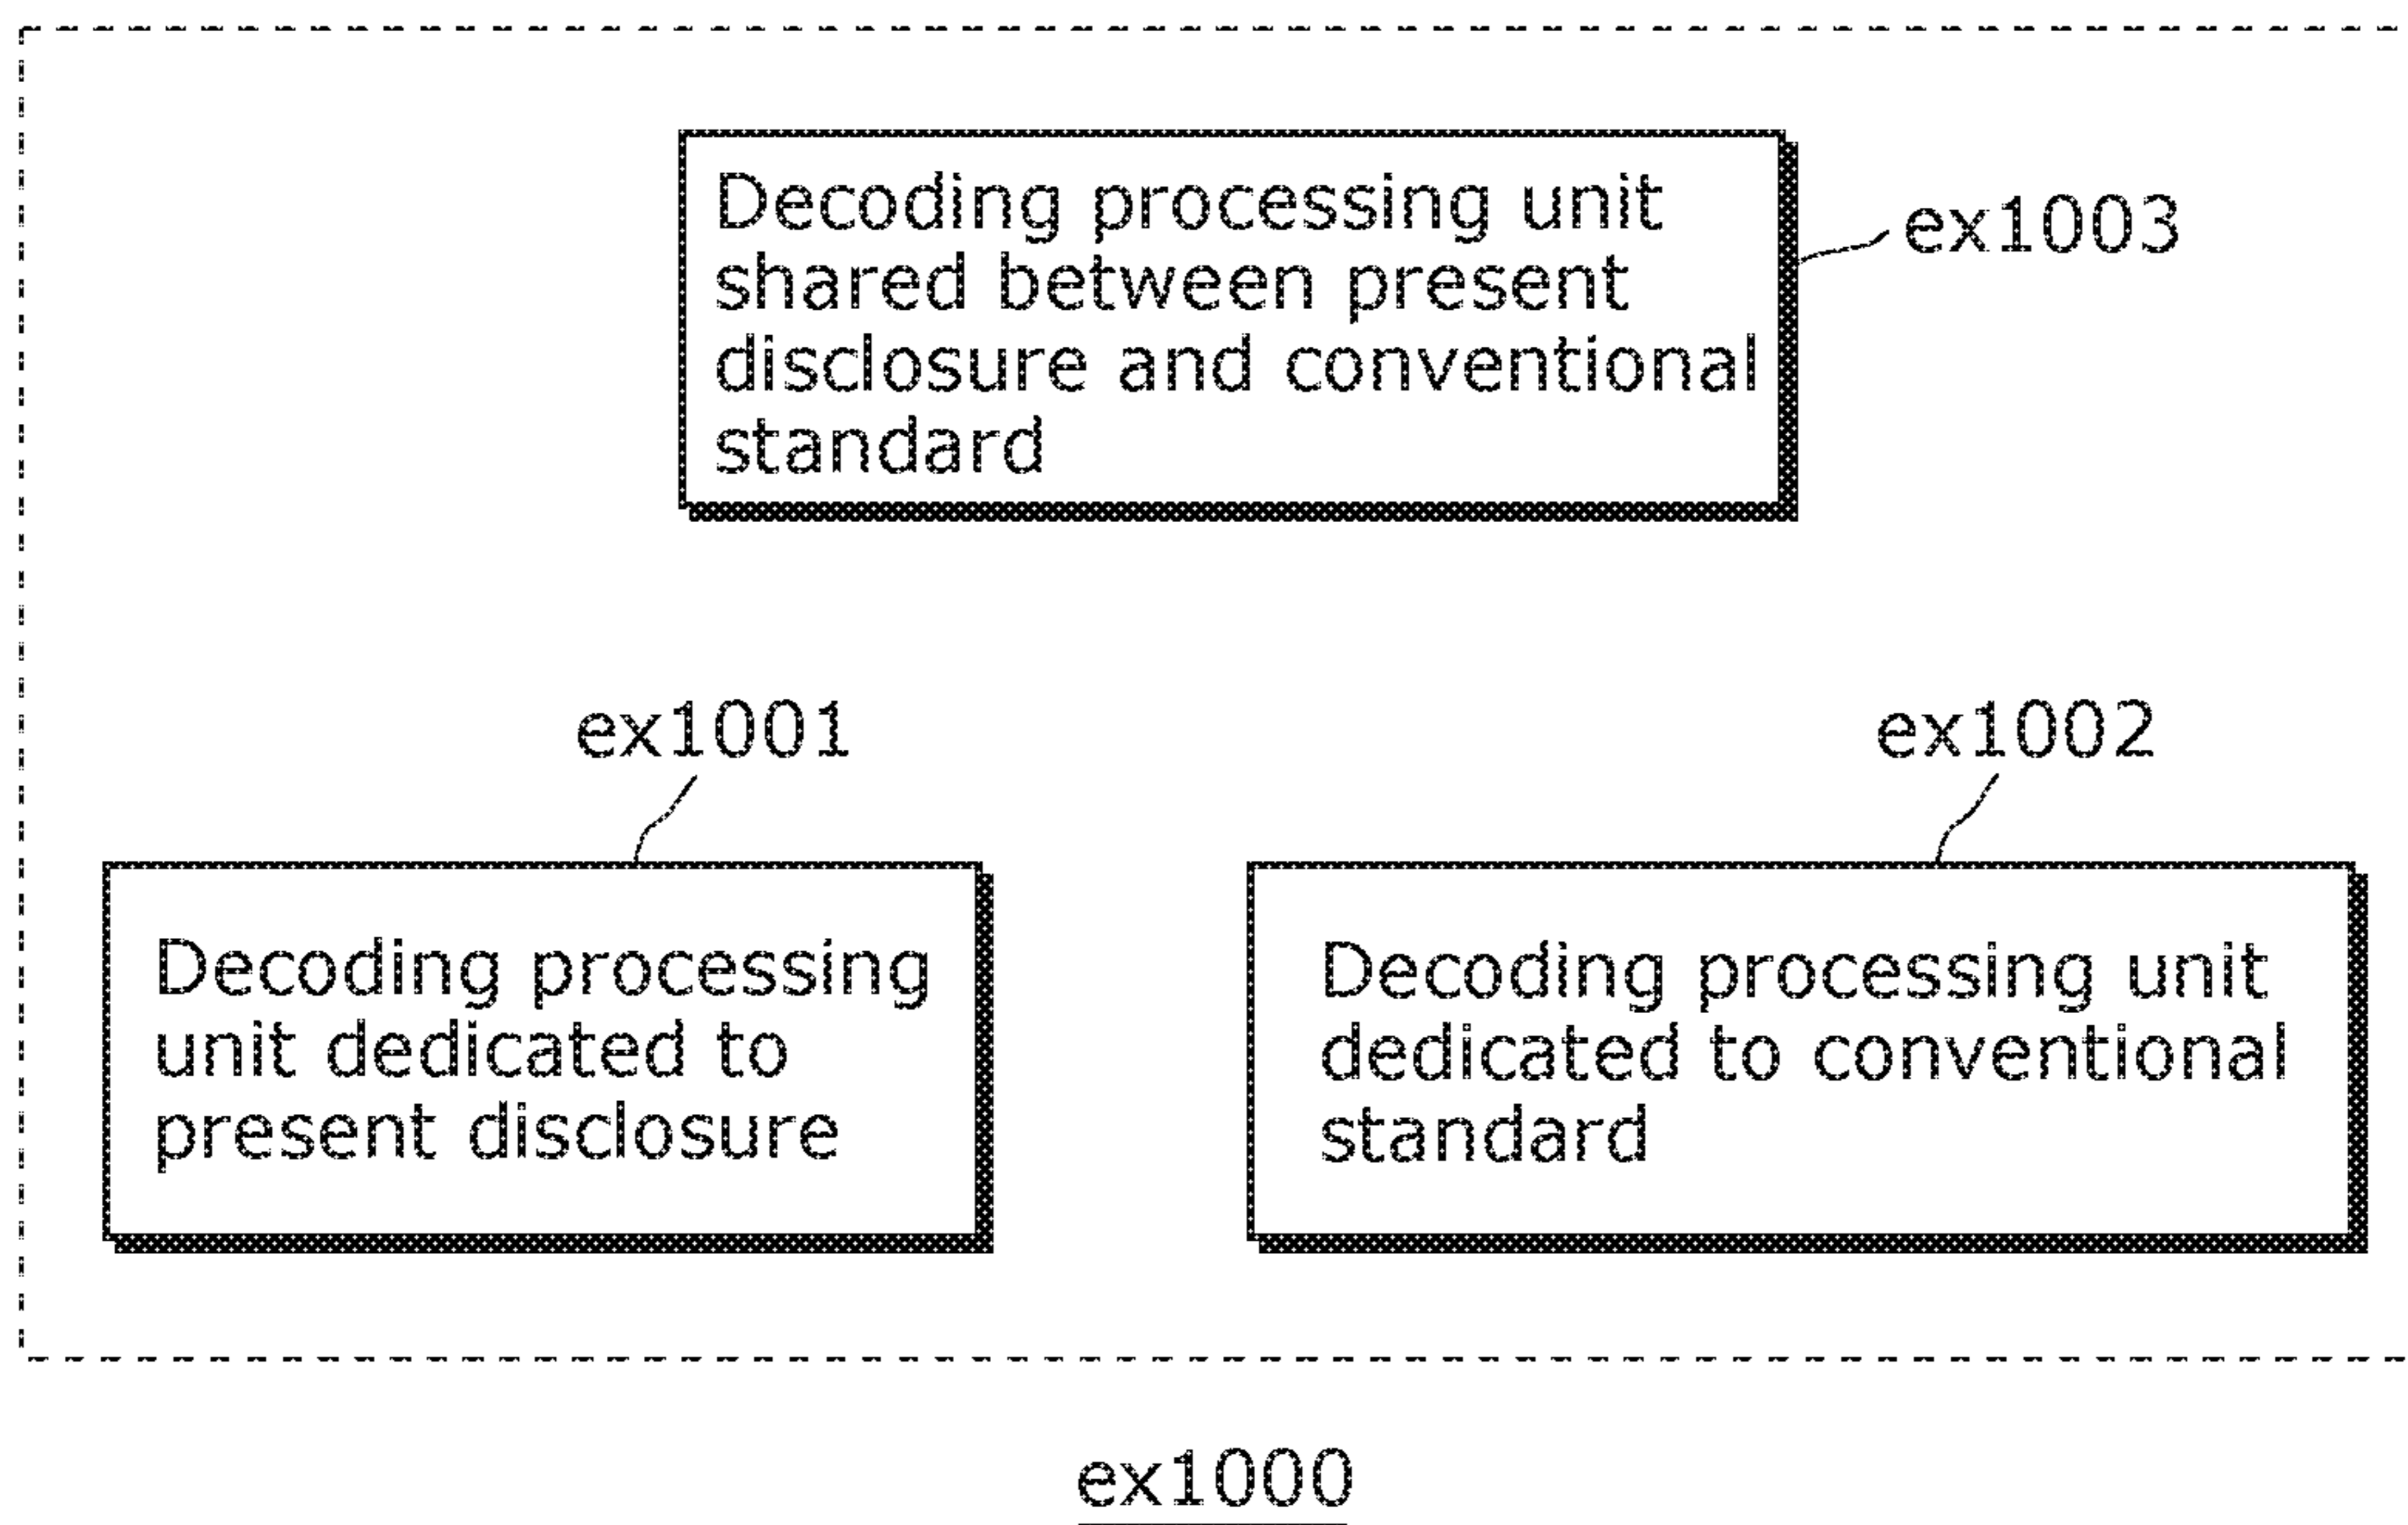 Decoding processing unit
shared between present
disclosure and conventional
standard
ex1003
ex1001
ex1002
Decoding processing
unit dedicated to
present disclosure
Decoding processing unit
dedicated to conventional
standard
ex1000